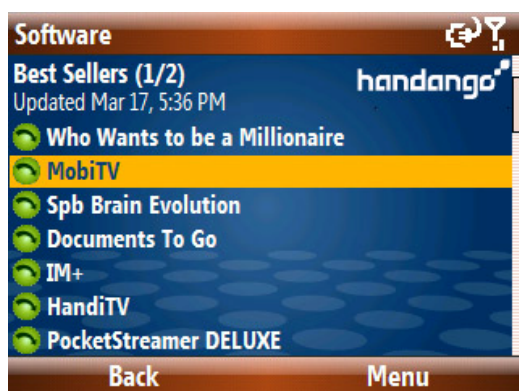 Software
Best Sellers (1/2)
handango
Updated Mar 17, 5:36 PM
Who Wants to be a Millionaire
MobiTV
Spb Brain Evolution
Documents To Go
IM+
HandiTV
PocketStreamer DELUXE
Back Menu